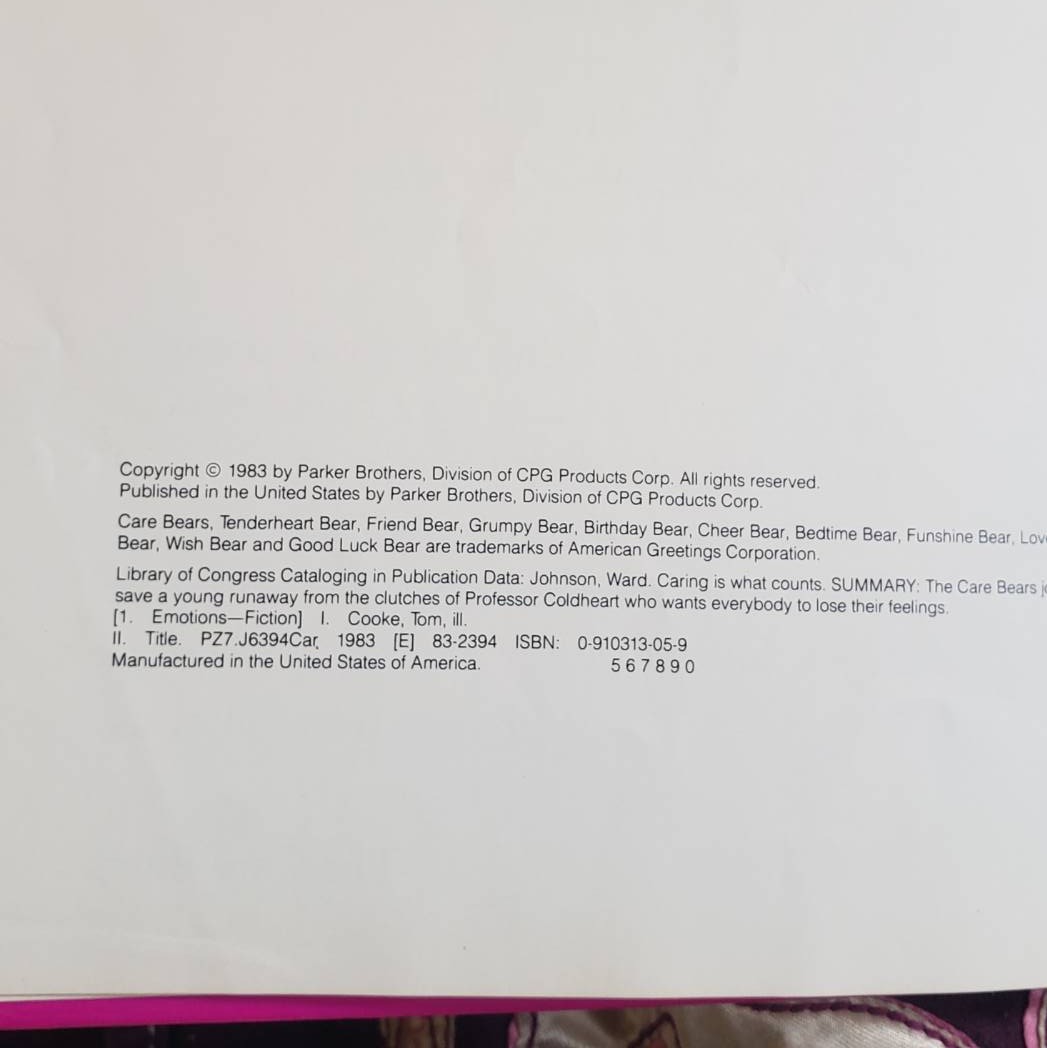 Copyright © 1983 by Parker Brothers, Division of CPG Products Corp. All rights reserved.
Published in the United States by Parker Brothers, Division of CPG Products Corp.
Care Bears, Tenderheart Bear, Friend Bear, Grumpy Bear, Birthday Bear, Cheer Bear, Bedtime Bear, Funshine Bear,
Bear, Wish Bear and Good Luck Bear are trademarks of American Greetings Corporation.
Library of Congress Cataloging in Publication Data: Johnson, Ward. Caring is what counts. SUMMARY: The Care Bears
save a young runaway from the clutches of Professor Coldheart who wants everybody to lose their feelings.
[1. Emotions—Fiction] I. Cooke, Tom, ill.
II. Title. PZ7.J6394Car, 1983 [E] 83-2394 ISBN: 0-910313-05-9
Manufactured in the United States of America. 5 6 7 8 9 0